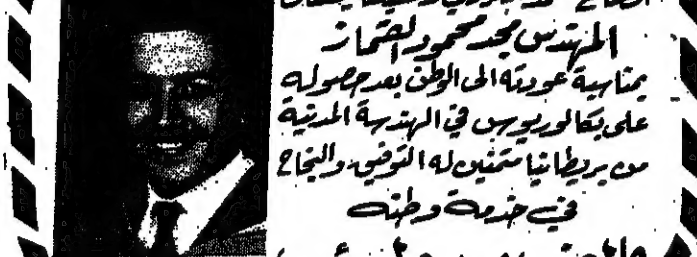 المهندس محمد محمود العثمان
بمناسبة عودته الى الوطن بعد حصوله
على بكالوريوس في الهندسة المدنية
من بريطانيا متمنين له التوفيق والنجاح
في خدمة وطنه